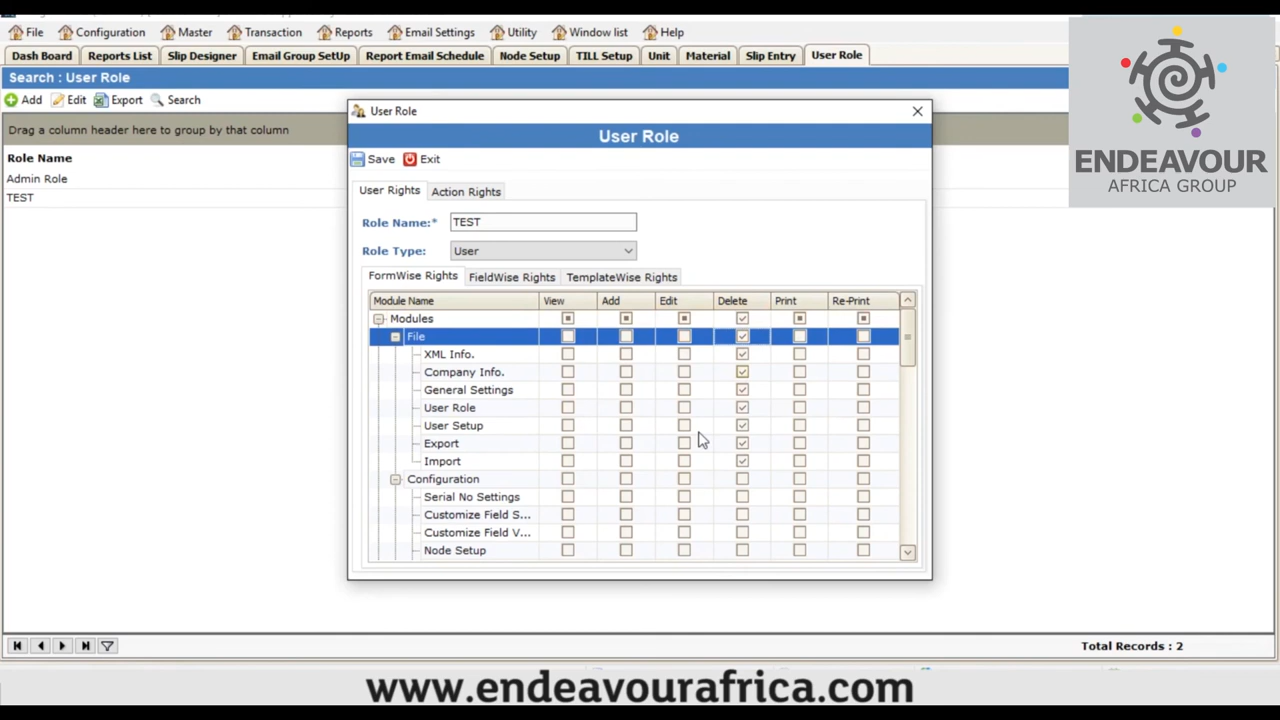 File Configuration Master Transaction Reports Email Settings Utility Window list Help
Dash Board Reports List Slip Designer Email Group SetUp Report Email Schedule Node Setup TILL Setup Unit Material Slip Entry User Role
Search : User Role
Add Edit Export Search
Drag a column header here to group by that column
Role Name
Admin Role
TEST
User Role
User Role
Save Exit
User Rights Action Rights
Role Name:* TEST
Role Type: User
FormWise Rights FieldWise Rights TemplateWise Rights
Module Name View Add Edit Delete Print Re-Print
Modules
File
XML Info.
Company Info.
General Settings
User Role
User Setup
Export
Import
Configuration
Serial No Settings
Customize Field S...
Customize Field V...
Node Setup
ENDEAVOUR
AFRICA GROUP
Total Records : 2
www.endeavourafrica.com